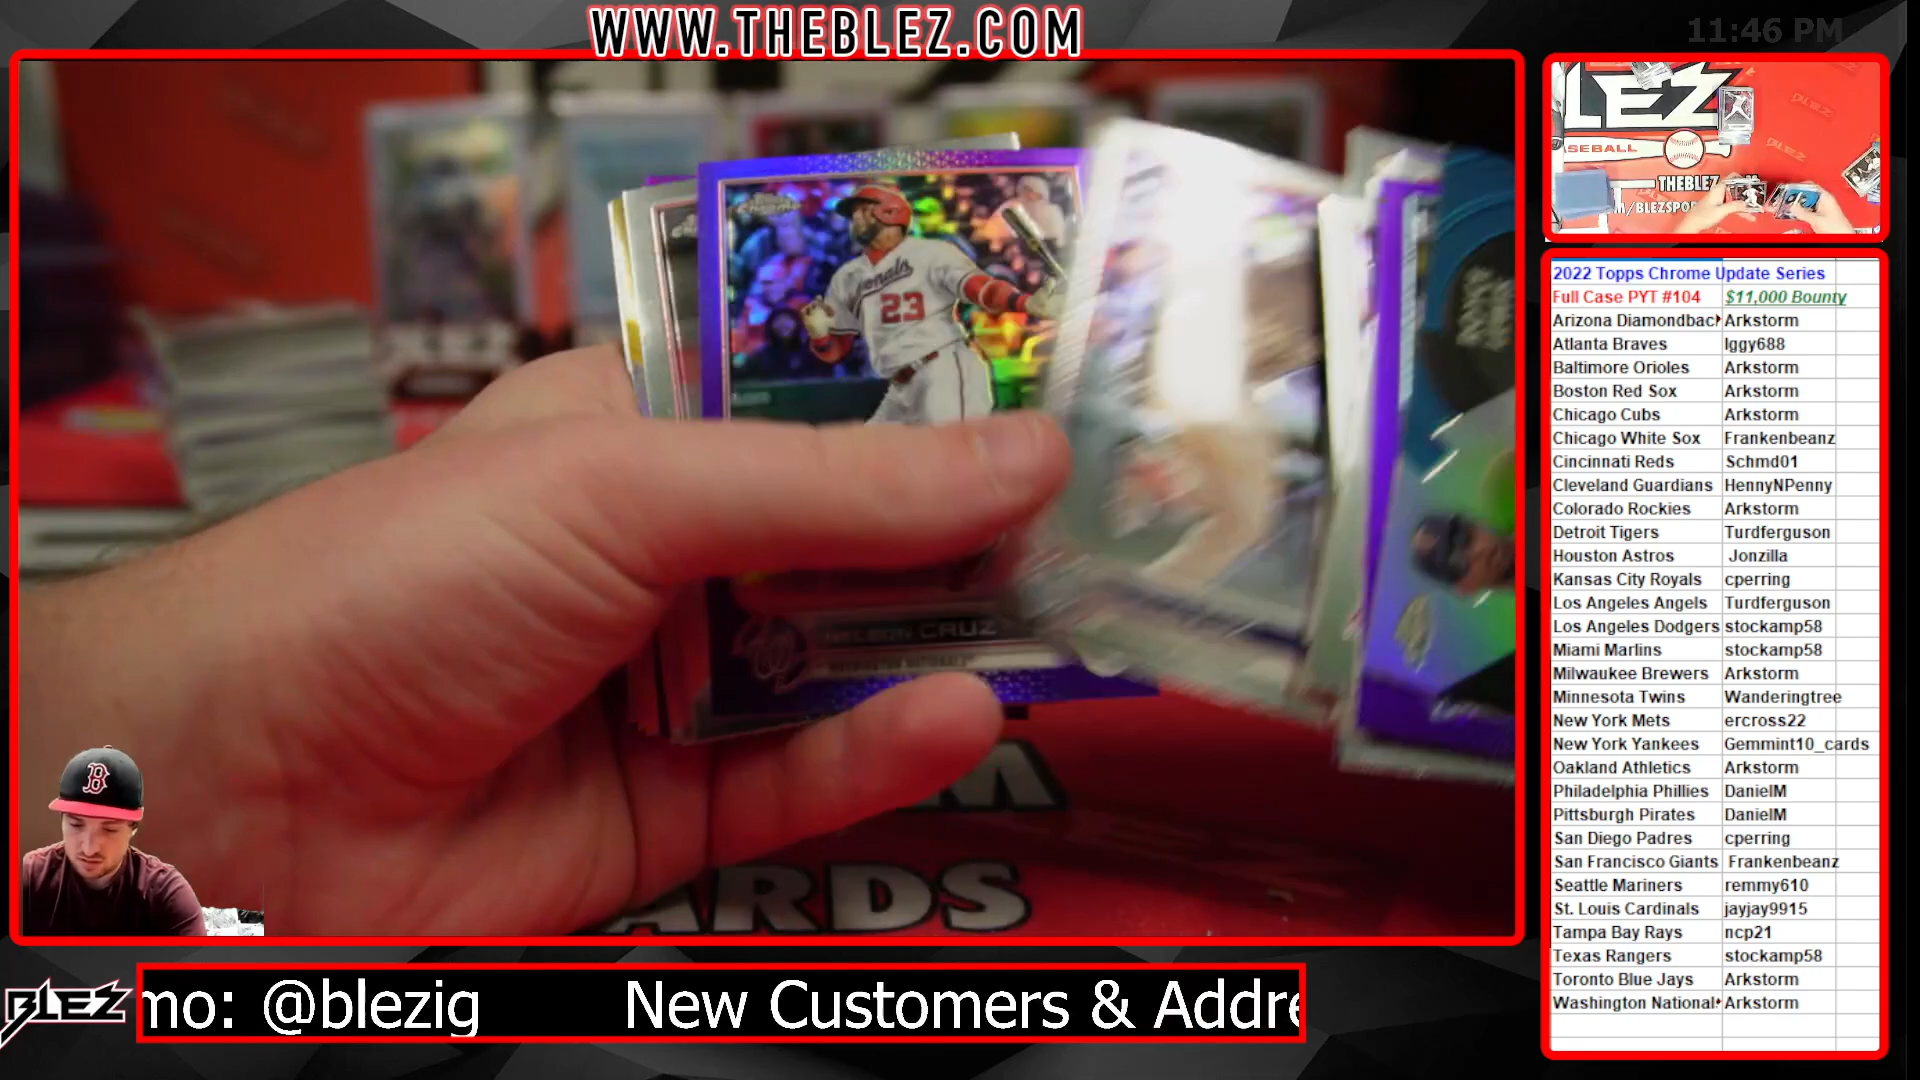 WWW.THEBLEZ.COM
11:46 PM
LEZ
SEBALL
THEBLEZ
M/BLEZSPOR
onals
23
NELSON CRUZ
WASHINGTON NATIONALS
ARDS
B
2022 Topps Chrome Update Series
Full Case PYT #104 $11,000 Bounty
Arizona Diamondbac Arkstorm
Atlanta Braves Iggy688
Baltimore Orioles Arkstorm
Boston Red Sox Arkstorm
Chicago Cubs Arkstorm
Chicago White Sox Frankenbeanz
Cincinnati Reds Schmd01
Cleveland Guardians HennyNPenny
Colorado Rockies Arkstorm
Detroit Tigers Turdferguson
Houston Astros Jonzilla
Kansas City Royals cperring
Los Angeles Angels Turdferguson
Los Angeles Dodgers stockamp58
Miami Marlins stockamp58
Milwaukee Brewers Arkstorm
Minnesota Twins Wanderingtree
New York Mets ercross22
New York Yankees Gemmint10_cards
Oakland Athletics Arkstorm
Philadelphia Phillies DanielM
Pittsburgh Pirates DanielM
San Diego Padres cperring
San Francisco Giants Frankenbeanz
Seattle Mariners remmy610
St. Louis Cardinals jayjay9915
Tampa Bay Rays ncp21
Texas Rangers stockamp58
Toronto Blue Jays Arkstorm
Washington National Arkstorm
BLEZ
mo: @blezig New Customers & Addre